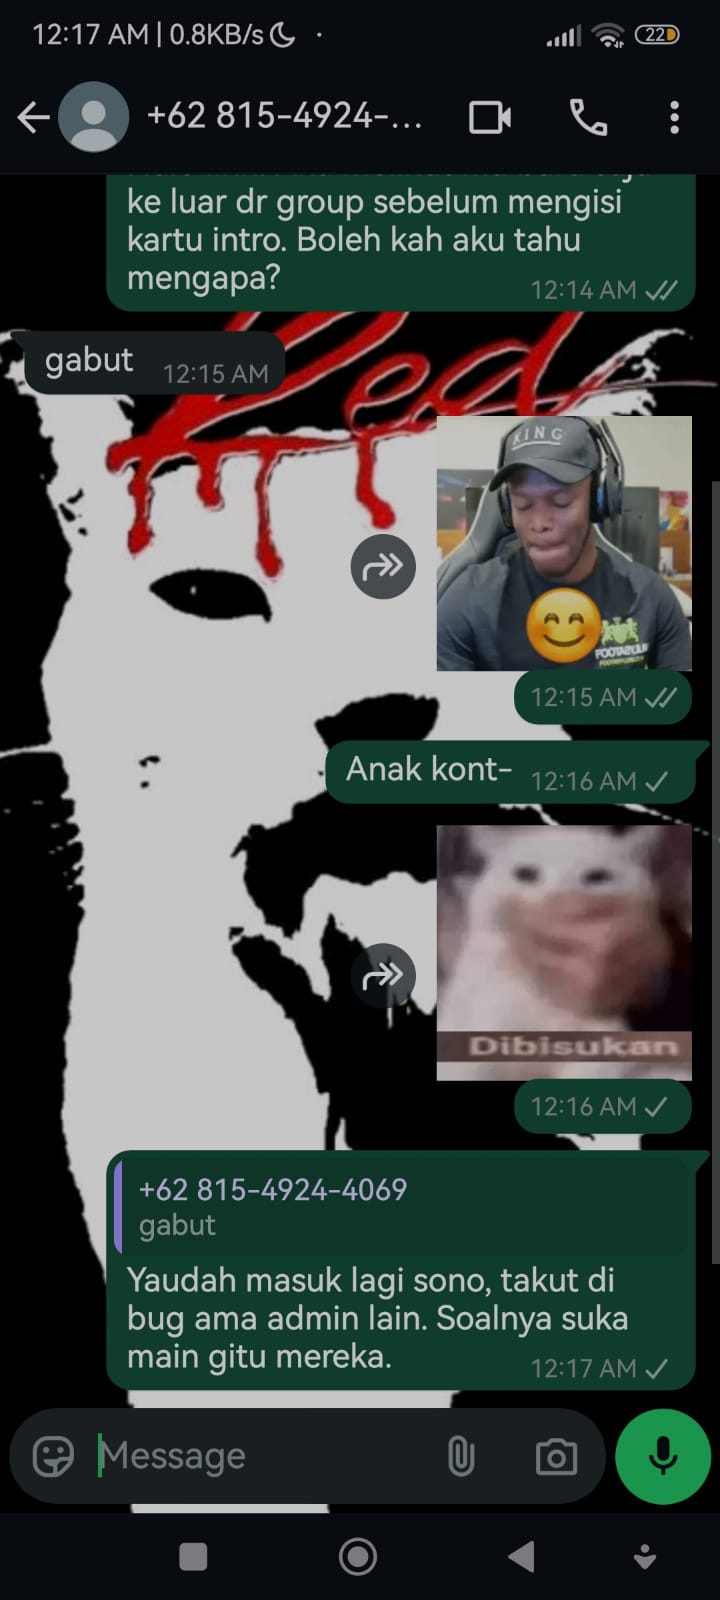 12:17 AM | 0.8KB/s
22
+62 815-4924-...
ke luar dr group sebelum mengisi
kartu intro. Boleh kah aku tahu
mengapa?
12:14 AM
gabut 12:15 AM
Red
KING
FOOTASYLUM
12:15 AM
Anak kont- 12:16 AM
Dibisukan
12:16 AM
+62 815-4924-4069
gabut
Yaudah masuk lagi sono, takut di
bug ama admin lain. Soalnya suka
main gitu mereka.
12:17 AM
Message